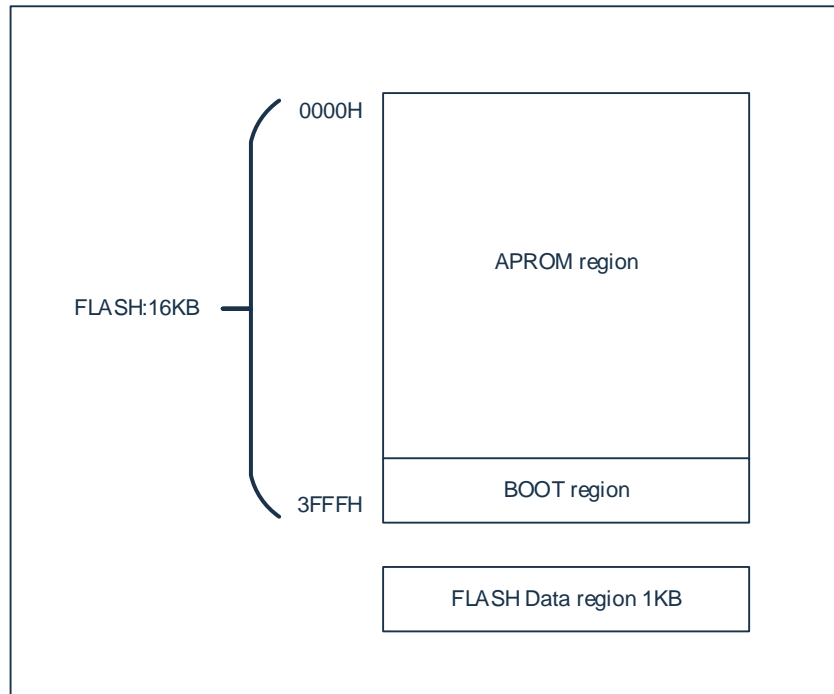 0000H
APROM region
FLASH:16KB
BOOT region
3FFFH
FLASH Data region 1KB